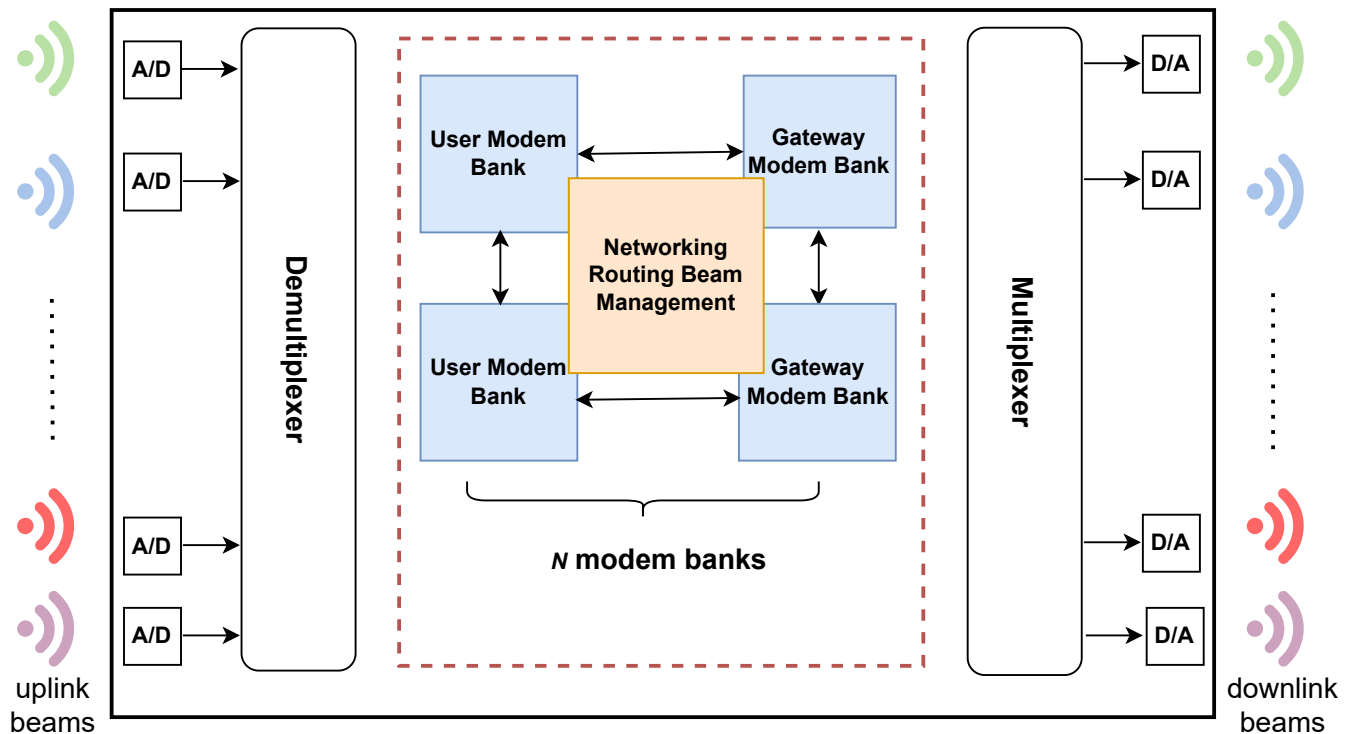 A/D
A/D
A/D
A/D
uplink
beams
Demultiplexer
User Modem
Bank
Gateway
Modem Bank
Networking
Routing Beam
Management
User Modem
Bank
Gateway
Modem Bank
N modem banks
Multiplexer
D/A
D/A
D/A
D/A
downlink
beams